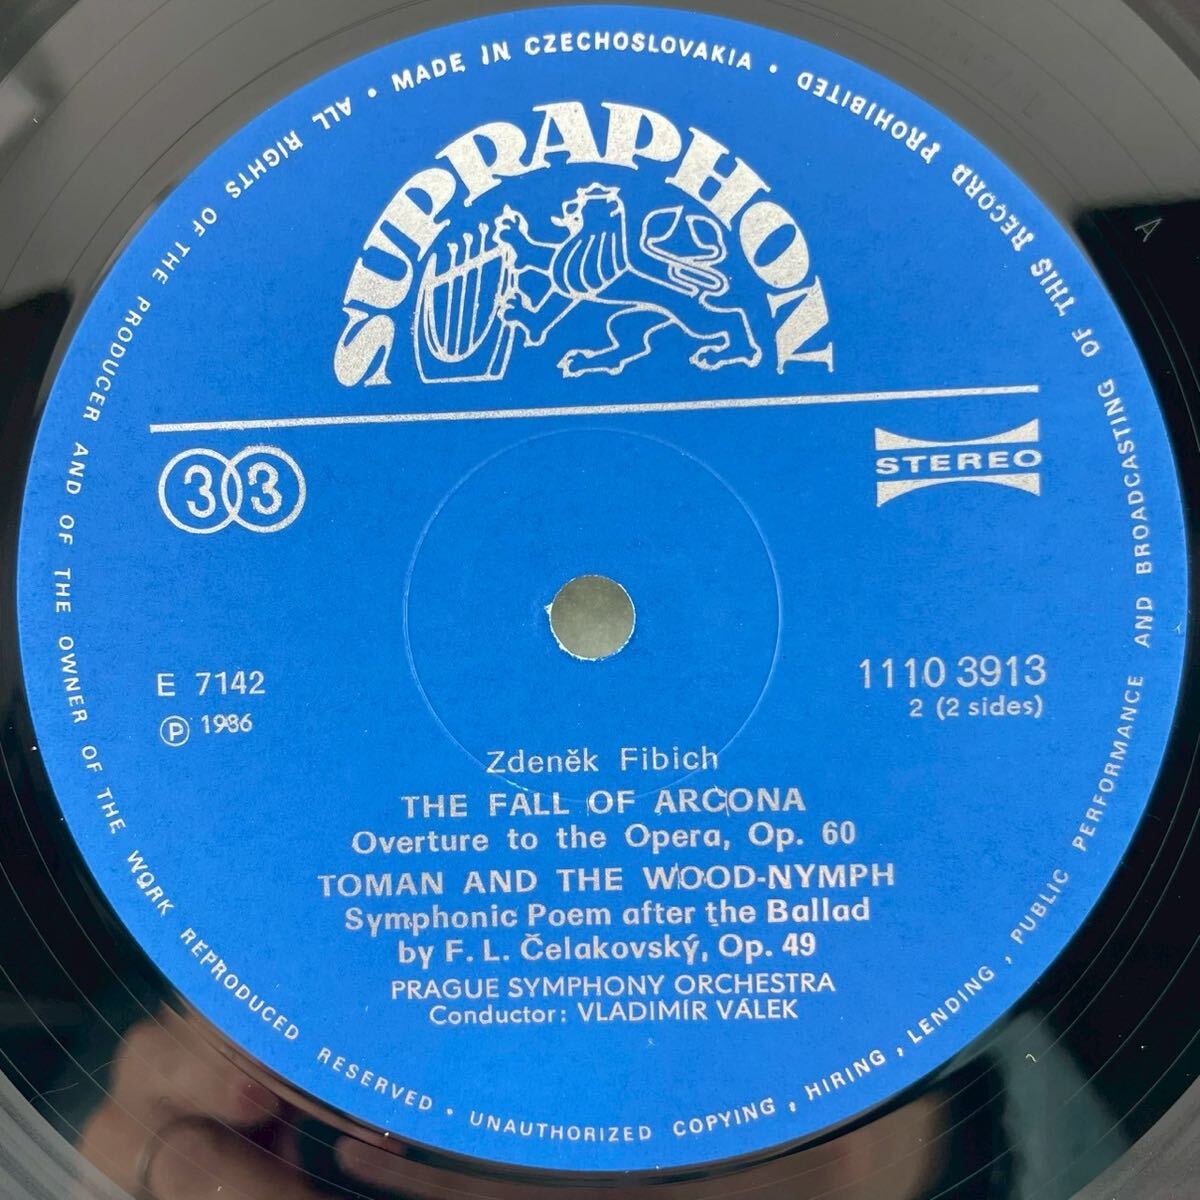 SUPRAPHON
33
STEREO
E 7142
℗ 1986
1110 3913
2 (2 sides)
Zdeněk Fibich
THE FALL OF ARCONA
Overture to the Opera, Op. 60
TOMAN AND THE WOOD-NYMPH
Symphonic Poem after the Ballad
by F. L. Čelakovský, Op. 49
PRAGUE SYMPHONY ORCHESTRA
Conductor: VLADIMÍR VÁLEK
• MADE IN CZECHOSLOVAKIA •
ALL RIGHTS OF THE PRODUCER AND OF THE OWNER OF THE WORK REPRODUCED RESERVED • UNAUTHORIZED COPYING, HIRING, LENDING, PUBLIC PERFORMANCE AND BROADCASTING OF THIS RECORD PROHIBITED
A